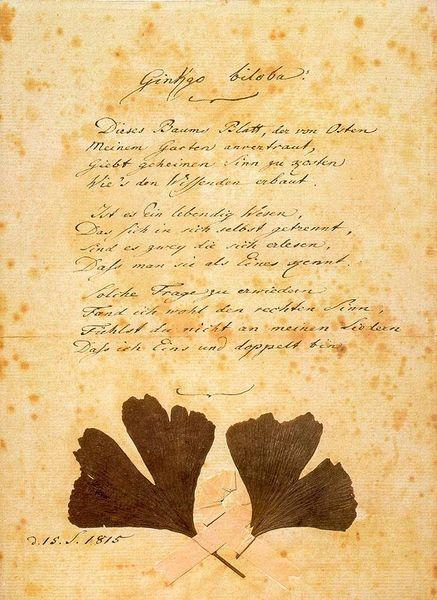 Ginkgo biloba.
Dieses Baums Blatt, der von Osten
Meinem Garten anvertraut,
Giebt geheimen Sinn zu kosten
Wie's den Wissenden erbaut.
Ist es Ein lebendig Wesen,
Das sich in sich selbst getrennt,
Sind es zwey die sich erlesen,
Dass man sie als Eines kennt.
Solche Frage zu erwiedern
Fand ich wohl den rechten Sinn,
Fühlst du nicht an meinen Liedern
Dass ich Eins und doppelt bin
d. 15. S. 1815